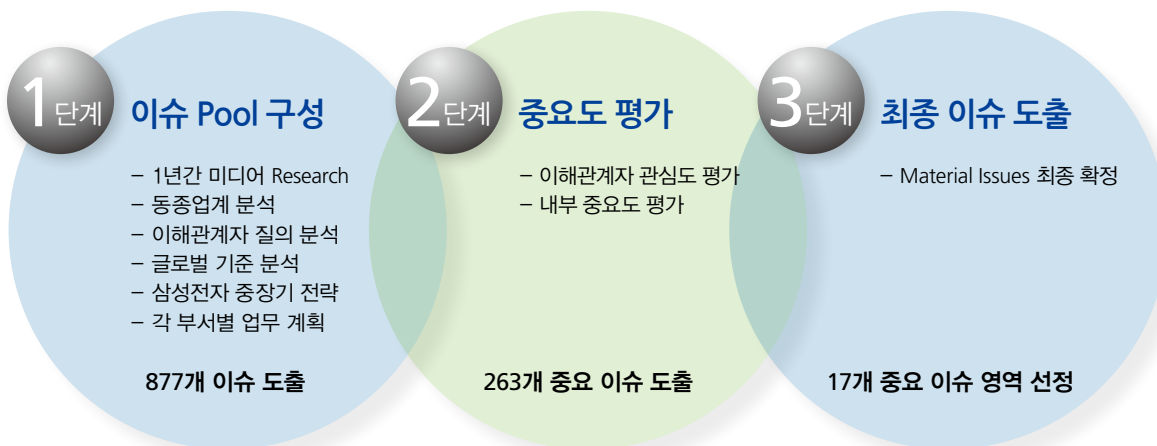 1단계 이슈 Pool 구성
– 1년간 미디어 Research
– 동종업계 분석
– 이해관계자 질의 분석
– 글로벌 기준 분석
– 삼성전자 중장기 전략
– 각 부서별 업무 계획
877개 이슈 도출
2단계 중요도 평가
– 이해관계자 관심도 평가
– 내부 중요도 평가
263개 중요 이슈 도출
3단계 최종 이슈 도출
– Material Issues 최종 확정
17개 중요 이슈 영역 선정